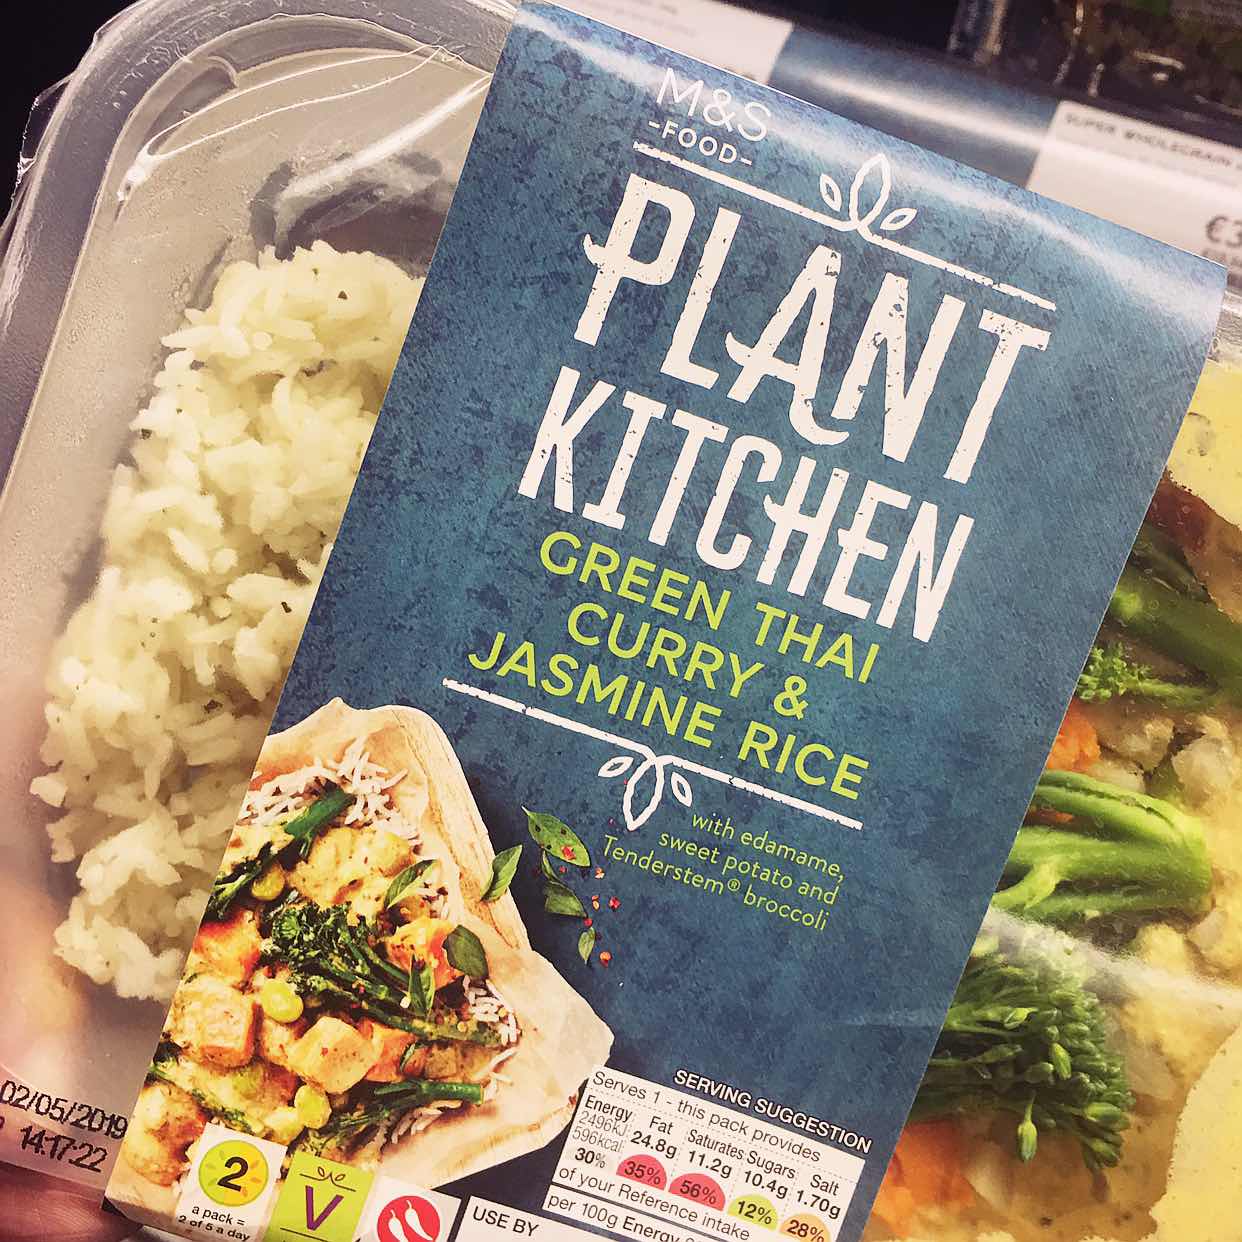 M&S
-FOOD-
PLANT
KITCHEN
GREEN THAI
CURRY &
JASMINE RICE
with edamame,
sweet potato and
Tenderstem® broccoli
SERVING SUGGESTION
Serves 1 - this pack provides
Energy Fat Saturates Sugars Salt
2496kJ 24.8g 11.2g 10.4g 1.70g
596kcal
30% 35% 56% 12% 28%
of your Reference intake
per 100g Energy
2
a pack =
2 of 5 a day
V
USE BY
02/05/2019
14:17:22
SUPER WHOLEGRAIN
€3